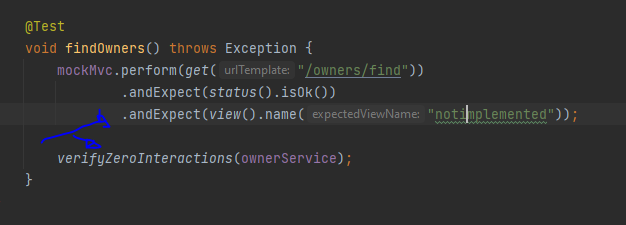 @Test
void findOwners() throws Exception {
mockMvc.perform(get( urlTemplate: "/owners/find"))
.andExpect(status().isOk())
.andExpect(view().name( expectedViewName: "notimplemented"));
verifyZeroInteractions(ownerService);
}